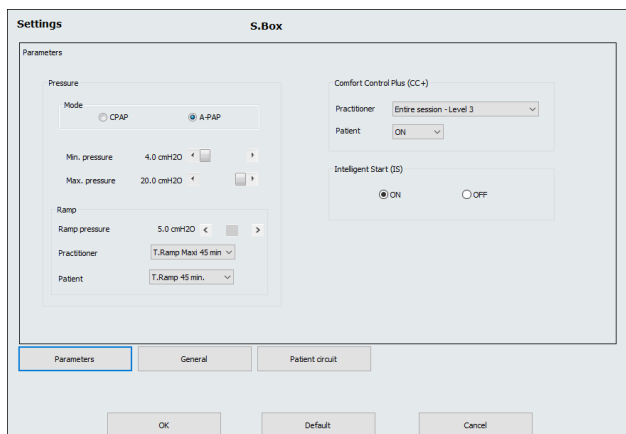 Settings
S.Box
Parameters
Pressure
Mode
CPAP
A-PAP
Min. pressure 4.0 cmH2O
Max. pressure 20.0 cmH2O
Ramp
Ramp pressure 5.0 cmH2O
Practitioner T.Ramp Maxi 45 min
Patient T.Ramp 45 min.
Comfort Control Plus (CC+)
Practitioner Entire session - Level 3
Patient ON
Intelligent Start (IS)
ON OFF
Parameters General Patient circuit
OK Default Cancel